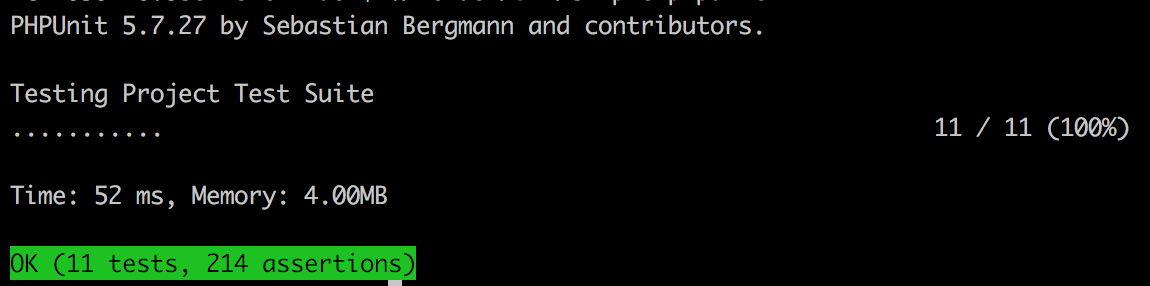 PHPUnit 5.7.27 by Sebastian Bergmann and contributors.
Testing Project Test Suite
........... 11 / 11 (100%)
Time: 52 ms, Memory: 4.00MB
OK (11 tests, 214 assertions)